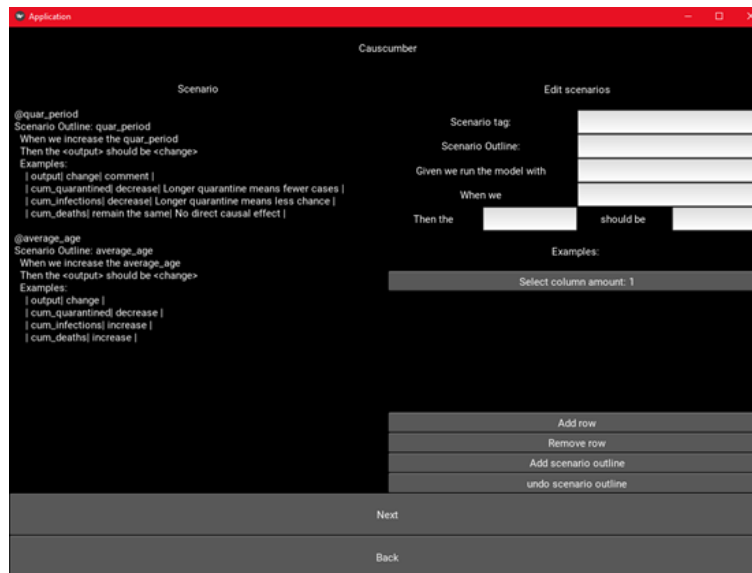 Application
Causcumber
Scenario
@quar_period
Scenario Outline: quar_period
When we increase the quar_period
Then the <output> should be <change>
Examples:
| output| change| comment |
| cum_quarantined| decrease| Longer quarantine means fewer cases |
| cum_infections| decrease| Longer quarantine means less chance |
| cum_deaths| remain the same| No direct causal effect |
@average_age
Scenario Outline: average_age
When we increase the average_age
Then the <output> should be <change>
Examples:
| output| change |
| cum_quarantined| decrease |
| cum_infections| increase |
| cum_deaths| increase |
Edit scenarios
Scenario tag:
Scenario Outline:
Given we run the model with
When we
Then the should be
Examples:
Select column amount: 1
Add row
Remove row
Add scenario outline
undo scenario outline
Next
Back